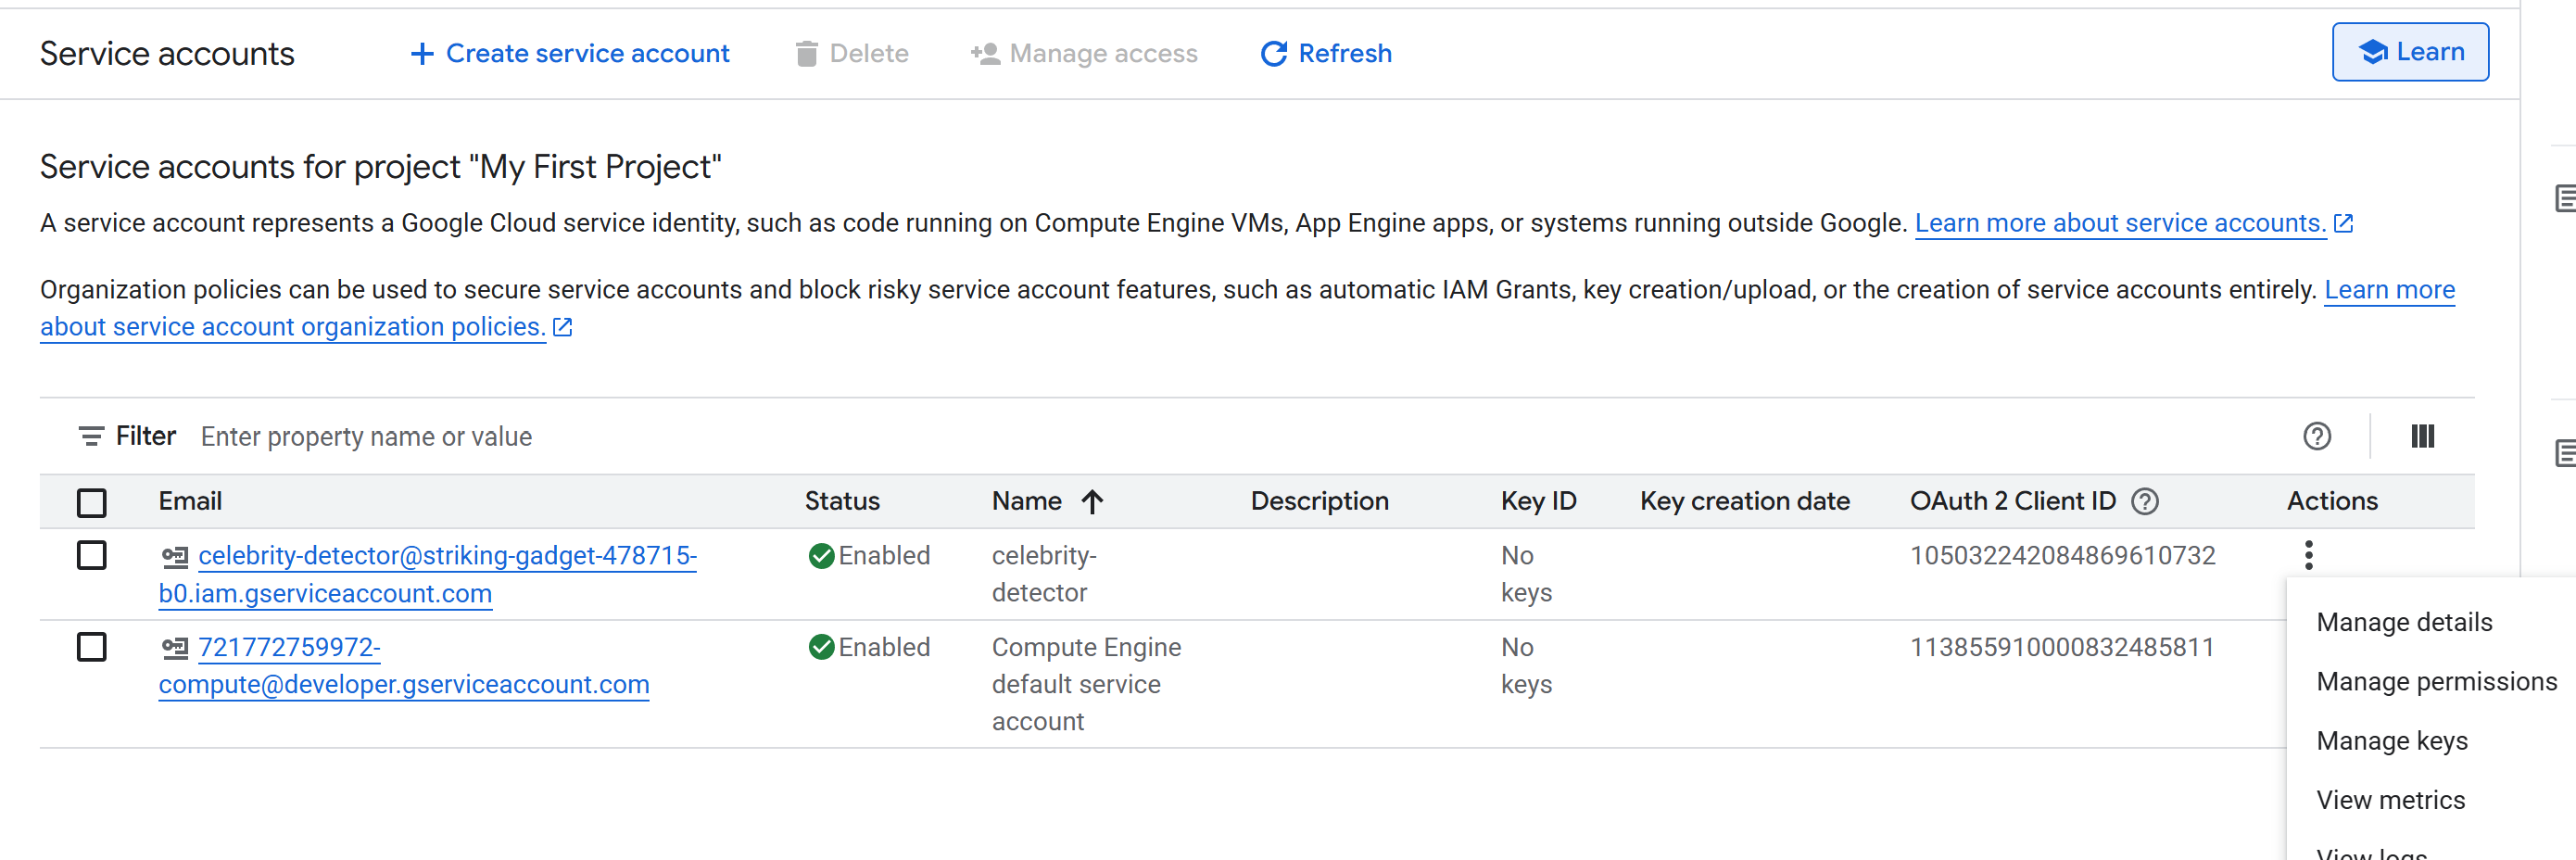 Service accounts
Create service account
Delete
Manage access
Refresh
Learn
Service accounts for project "My First Project"
A service account represents a Google Cloud service identity, such as code running on Compute Engine VMs, App Engine apps, or systems running outside Google. Learn more about service accounts.
Organization policies can be used to secure service accounts and block risky service account features, such as automatic IAM Grants, key creation/upload, or the creation of service accounts entirely. Learn more
about service account organization policies.
Filter Enter property name or value
Email Status Name Description Key ID Key creation date OAuth 2 Client ID Actions
celebrity-detector@striking-gadget-478715-
b0.iam.gserviceaccount.com
Enabled
celebrity-
detector
No
keys
105032242084869610732
721772759972-
compute@developer.gserviceaccount.com
Enabled
Compute Engine
default service
account
No
keys
113855910000832485811
Manage details
Manage permissions
Manage keys
View metrics
View logs